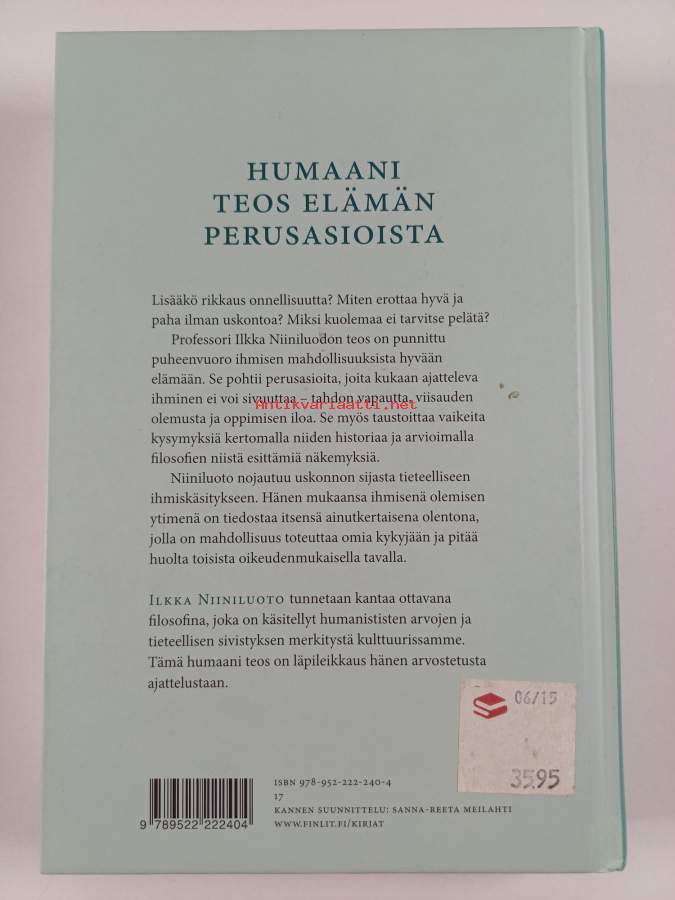 HUMAANI
TEOS ELÄMÄN
PERUSASIOISTA
Lisääkö rikkaus onnellisuutta? Miten erottaa hyvä ja
paha ilman uskontoa? Miksi kuolemaa ei tarvitse pelätä?
Professori Ilkka Niiniluodon teos on punnittu
puheenvuoro ihmisen mahdollisuuksista hyvään
elämään. Se pohtii perusasioita, joita kukaan ajatteleva
ihminen ei voi sivuuttaa – tahdon vapautta, viisauden
Antikvariaatti.net
olemusta ja oppimisen iloa. Se myös taustoittaa vaikeita
kysymyksiä kertomalla niiden historiaa ja arvioimalla
filosofien niistä esittämiä näkemyksiä.
Niiniluoto nojautuu uskonnon sijasta tieteelliseen
ihmiskäsitykseen. Hänen mukaansa ihmisenä olemisen
ytimenä on tiedostaa itsensä ainutkertaisena olentona,
jolla on mahdollisuus toteuttaa omia kykyjään ja pitää
huolta toisista oikeudenmukaisella tavalla.
ILKKA NIINILUOTO tunnetaan kantaa ottavana
filosofina, joka on käsitellyt humanististen arvojen ja
tieteellisen sivistyksen merkitystä kulttuurissamme.
Tämä humaani teos on läpileikkaus hänen arvostetusta
ajattelustaan.
06/15
35.95
ISBN 978-952-222-240-4
17
KANNEN SUUNNITTELU: SANNA-REETA MEILAHTI
WWW.FINLIT.FI/KIRJAT
9 789522 222404